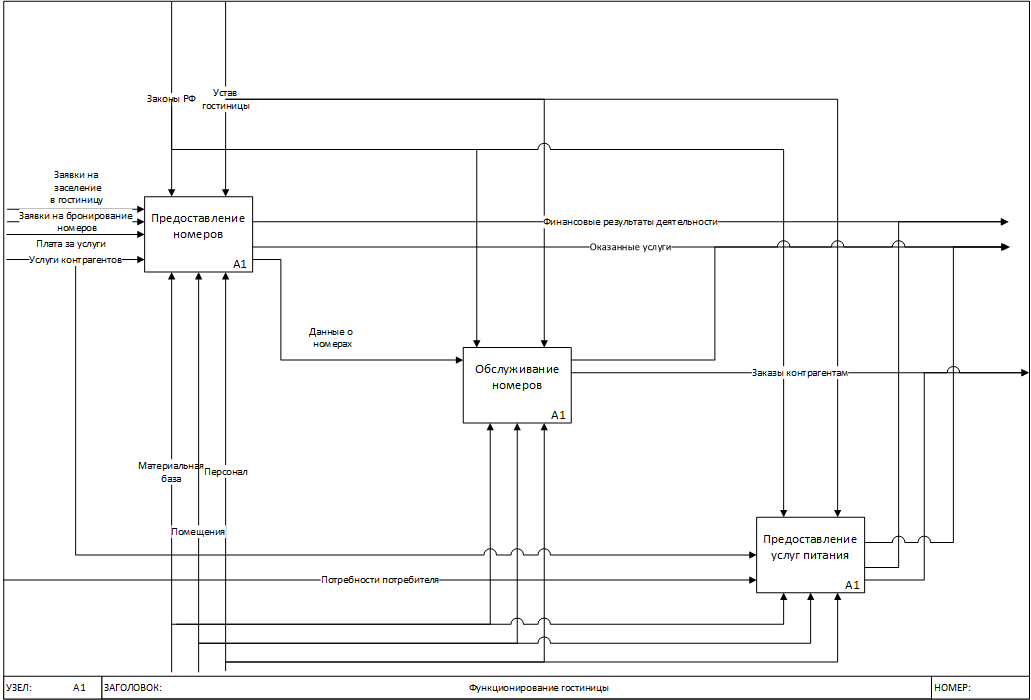 Законы РФ
Устав
гостиницы
Заявки на
заселение
в гостиницу
Заявки на бронирование
номеров
Плата за услуги
Услуги контрагентов
Предоставление
номеров
A1
Финансовые результаты деятельности
Оказанные услуги
Данные о
номерах
Обслуживание
номеров
A1
Заказы контрагентам
Материальная
база
Персонал
Помещения
Предоставление
услуг питания
A1
Потребности потребителя
УЗЕЛ:
A1
ЗАГОЛОВОК:
Функционирование гостиницы
НОМЕР: